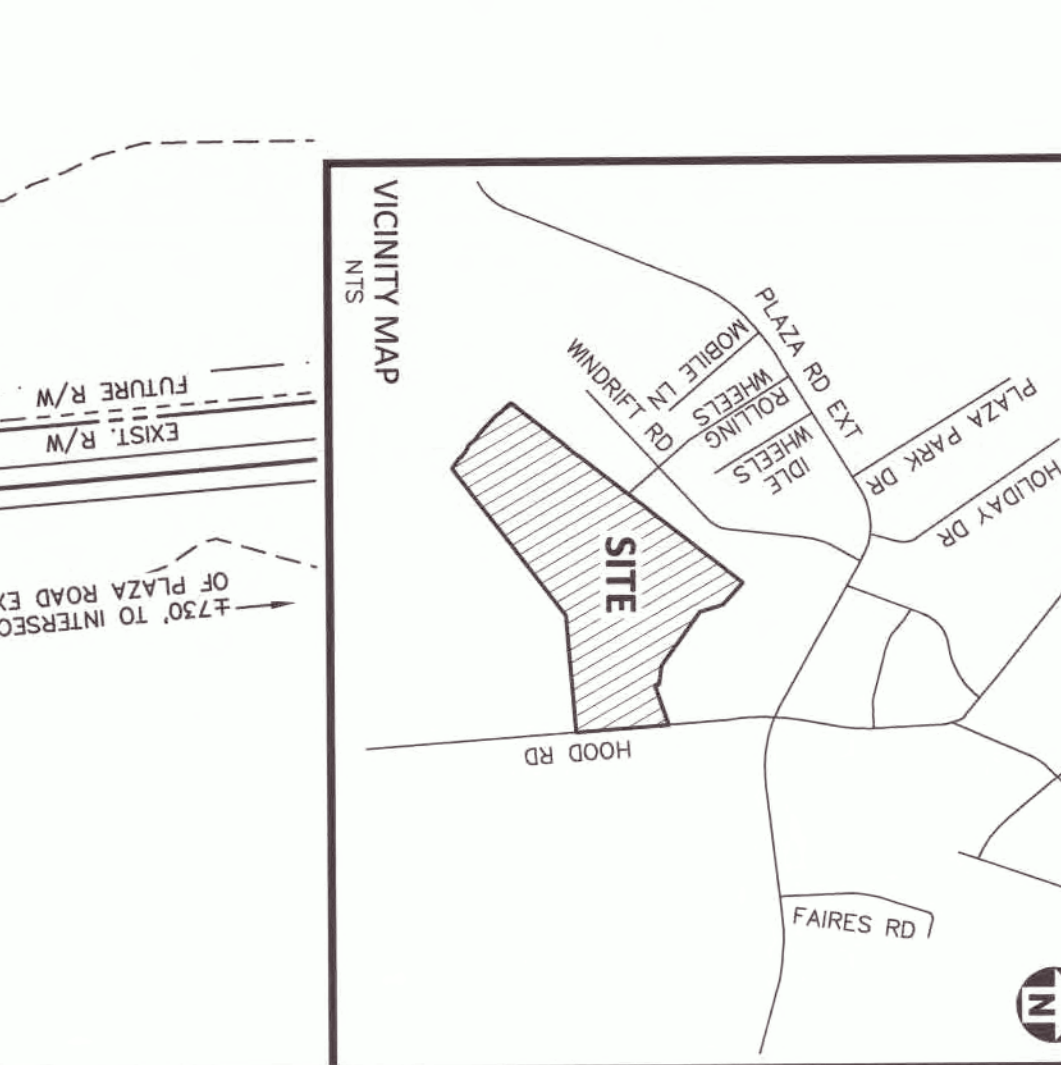 VICINITY MAP
NTS
PLAZA RD EXT
MOBILE LN
ROLLING
WHEELS
IDLE
WHEELS
WINDRIFT RD
PLAZA PARK DR
HOLIDAY DR
SITE
HOOD RD
FAIRES RD
N
FUTURE R/W
EXIST. R/W
±730' TO INTERSEC
OF PLAZA ROAD EX